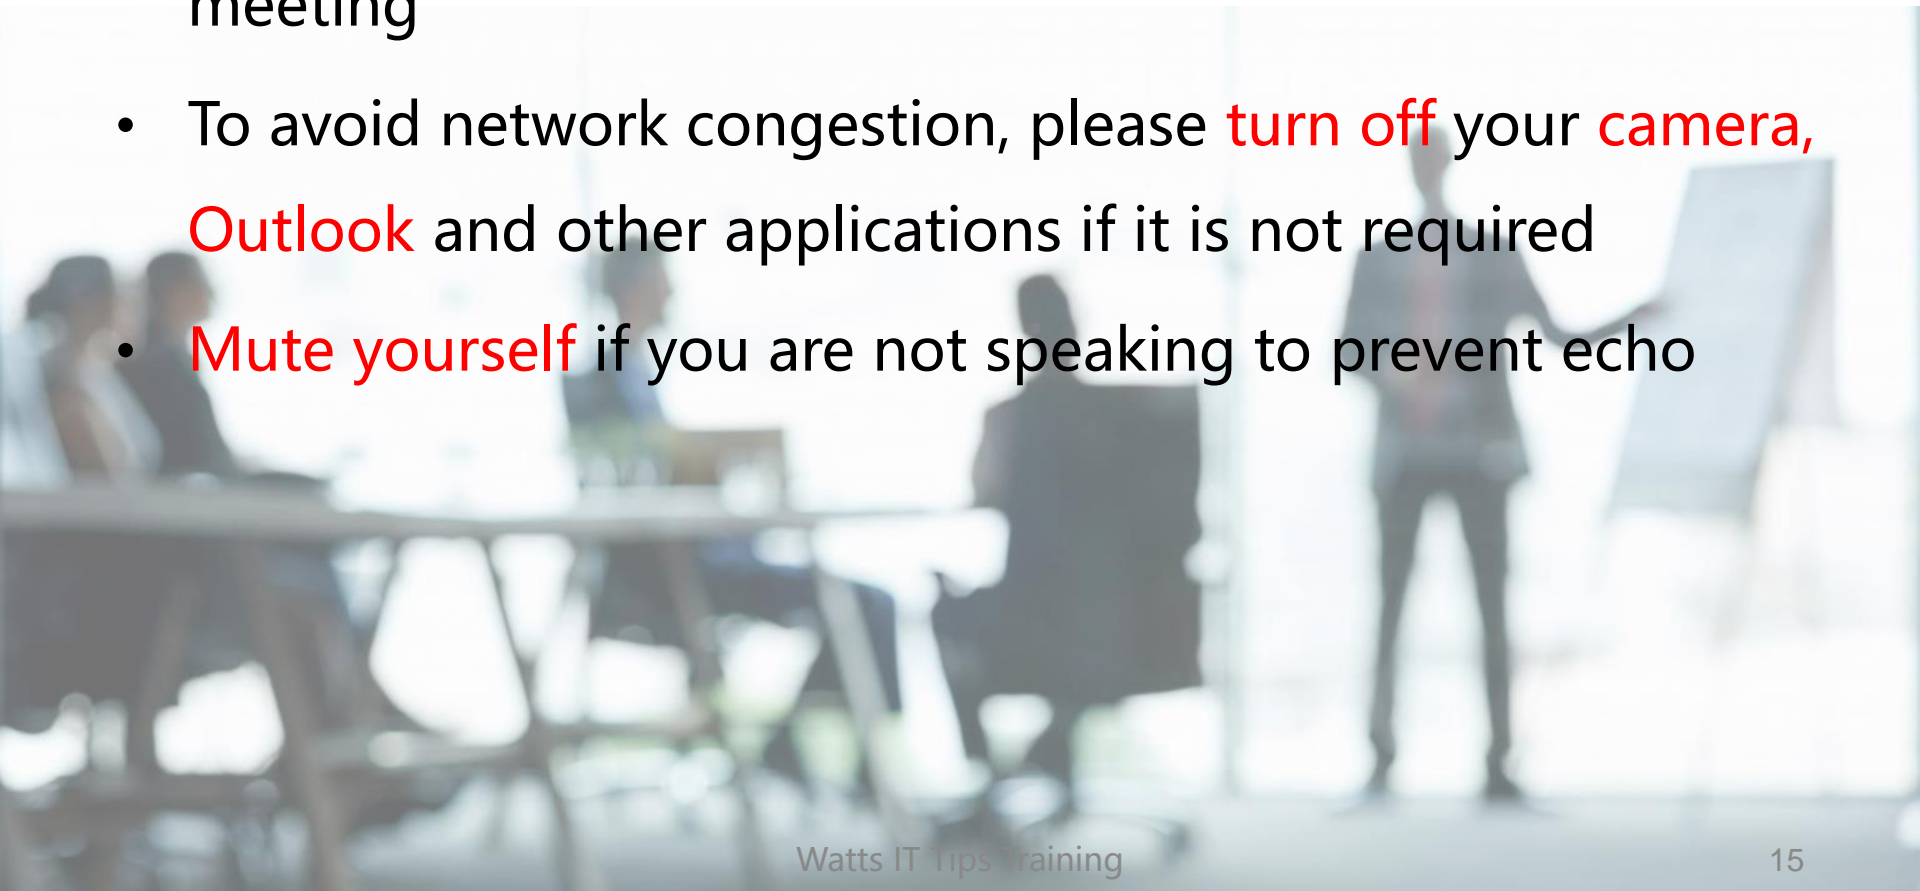 meeting
• To avoid network congestion, please turn off your camera,
Outlook and other applications if it is not required
• Mute yourself if you are not speaking to prevent echo
Watts IT Tips Training
15